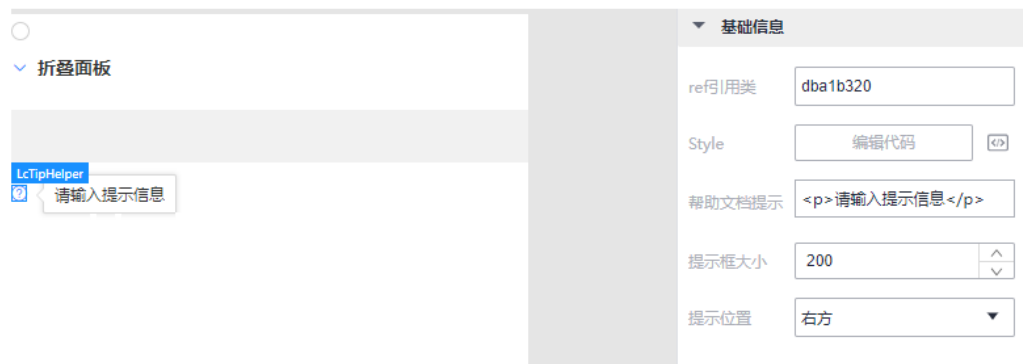 折叠面板
LcTipHelper
请输入提示信息
基础信息
ref引用类
dba1b320
Style
编辑代码
帮助文档提示
<p>请输入提示信息</p>
提示框大小
200
提示位置
右方